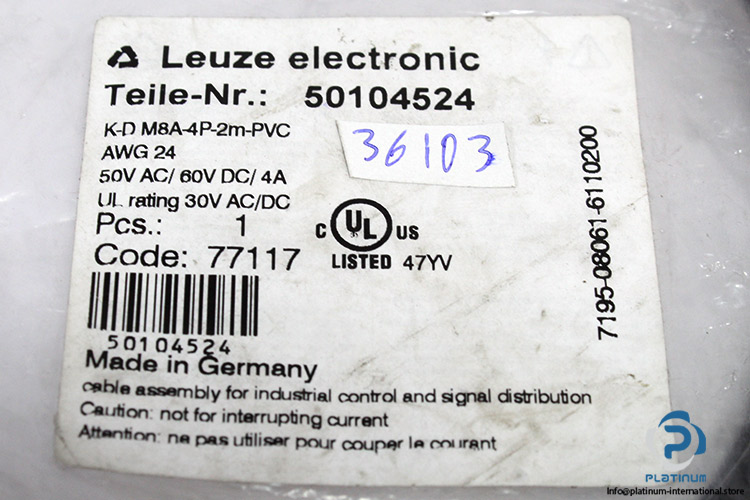 Leuze electronic
Teile-Nr.: 50104524
K-D M8A-4P-2m-PVC
AWG 24
50V AC/ 60V DC/ 4A
UL rating 30V AC/DC
36103
Pcs.: 1
Code: 77117
C UL US
LISTED 47YV
7195-08061-6110200
50104524
Made in Germany
cable assembly for industrial control and signal distribution
Caution: not for interrupting current
Attention: ne pas utiliser pour couper le courant
PLATINUM
Info@platinum-international.store